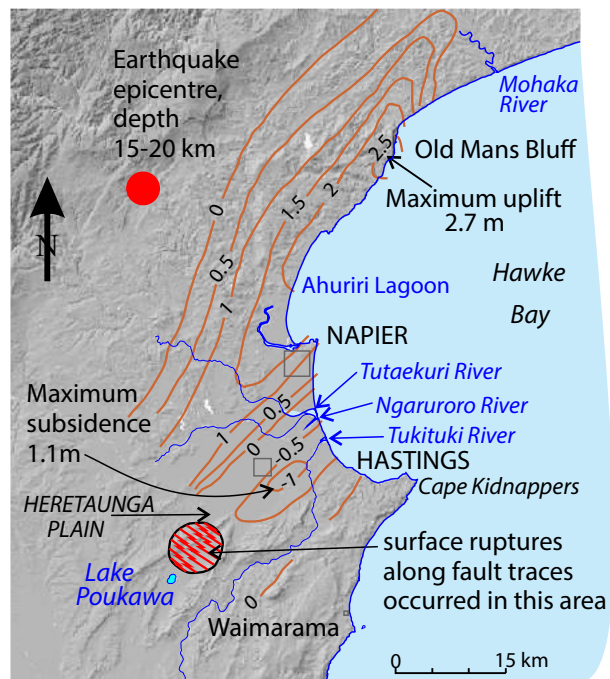 Earthquake
epicentre,
depth
15-20 km
Mohaka
River
N
0
0.5
1
1.5
2
2.5
Old Mans Bluff
Maximum uplift
2.7 m
Ahuriri Lagoon
Hawke
Bay
NAPIER
Tutaekuri River
Ngaruroro River
Tukituki River
Maximum
subsidence
1.1m
1
0.5
0
-0.5
-1
HASTINGS
Cape Kidnappers
HERETAUNGA
PLAIN
surface ruptures
along fault traces
occurred in this area
Lake
Poukawa
0
Waimarama
0
15 km